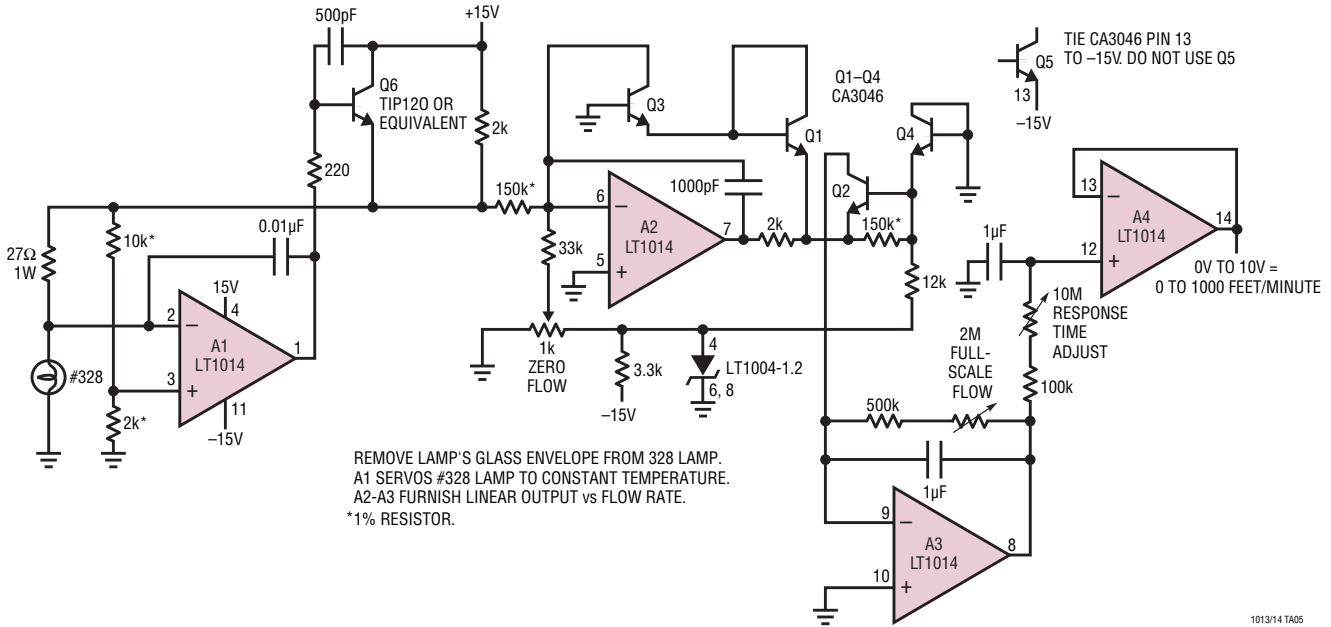 500pF
+15V
Q6
TIP120 OR
EQUIVALENT
2k
220
150k*
0.01µF
10k*
27Ω
1W
15V
4
2
A1
LT1014
1
3
11
–15V
#328
2k*
Q3
Q1
Q1–Q4
CA3046
Q4
Q2
Q5
13
–15V
TIE CA3046 PIN 13
TO –15V. DO NOT USE Q5
1000pF
6
A2
LT1014
7
5
2k
150k*
33k
12k
1k
ZERO
FLOW
3.3k
–15V
4
LT1004-1.2
6, 8
13
A4
LT1014
14
12
1µF
0V TO 10V =
0 TO 1000 FEET/MINUTE
10M
RESPONSE
TIME
ADJUST
2M
FULL-
SCALE
FLOW
100k
500k
1µF
9
A3
LT1014
8
10
REMOVE LAMP'S GLASS ENVELOPE FROM 328 LAMP.
A1 SERVOS #328 LAMP TO CONSTANT TEMPERATURE.
A2-A3 FURNISH LINEAR OUTPUT vs FLOW RATE.
*1% RESISTOR.
1013/14 TA05